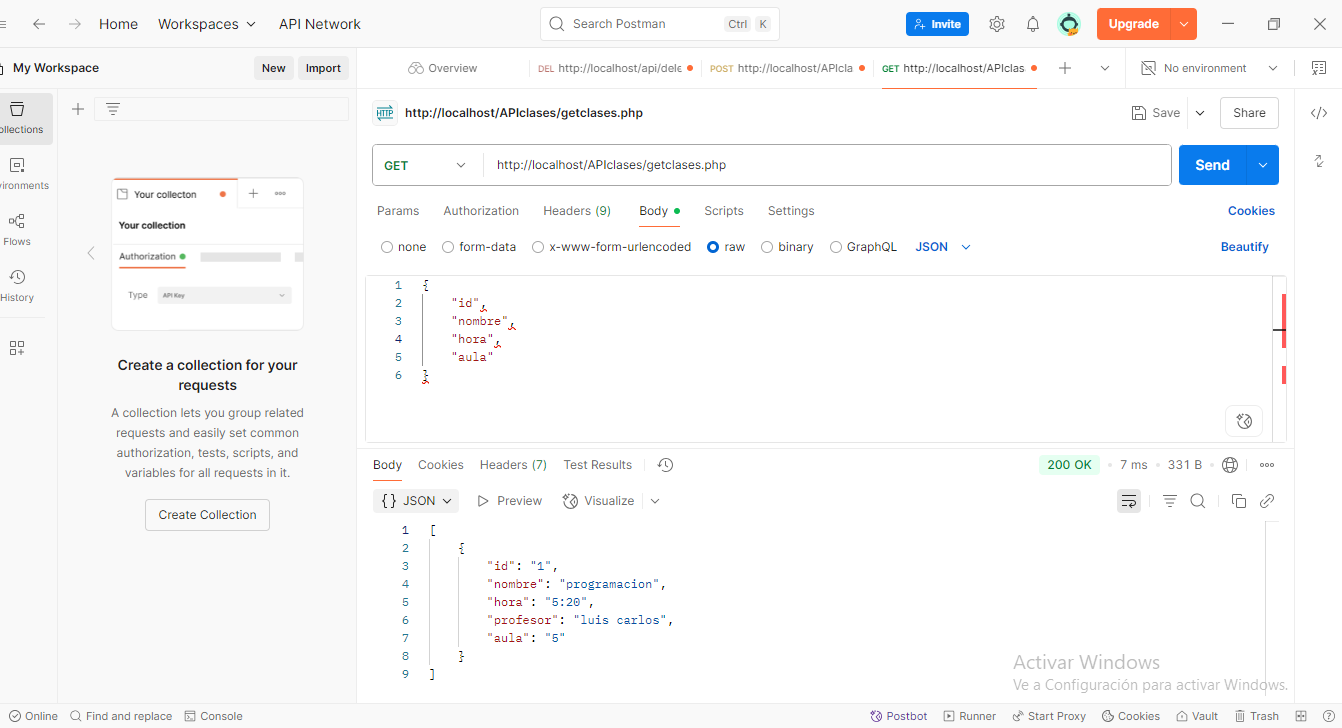 Home Workspaces API Network Search Postman Ctrl K Invite Upgrade
My Workspace New Import Overview DEL http://localhost/api/dele POST http://localhost/APIcla GET http://localhost/APIclas No environment
ollections
vironments
Flows
History
Your collecton
Your collection
Authorization
Type API Key
Create a collection for your
requests
A collection lets you group related
requests and easily set common
authorization, tests, scripts, and
variables for all requests in it.
Create Collection
HTTP http://localhost/APIclases/getclases.php Save Share
GET http://localhost/APIclases/getclases.php Send
Params Authorization Headers (9) Body Scripts Settings Cookies
none form-data x-www-form-urlencoded raw binary GraphQL JSON Beautify
1 {
2 "id",
3 "nombre",
4 "hora",
5 "aula"
6 }
Body Cookies Headers (7) Test Results 200 OK 7 ms 331 B
{} JSON Preview Visualize
1 [
2 {
3 "id": "1",
4 "nombre": "programacion",
5 "hora": "5:20",
6 "profesor": "luis carlos",
7 "aula": "5"
8 }
9 ]
Activar Windows
Ve a Configuración para activar Windows.
Online Find and replace Console Postbot Runner Start Proxy Cookies Vault Trash